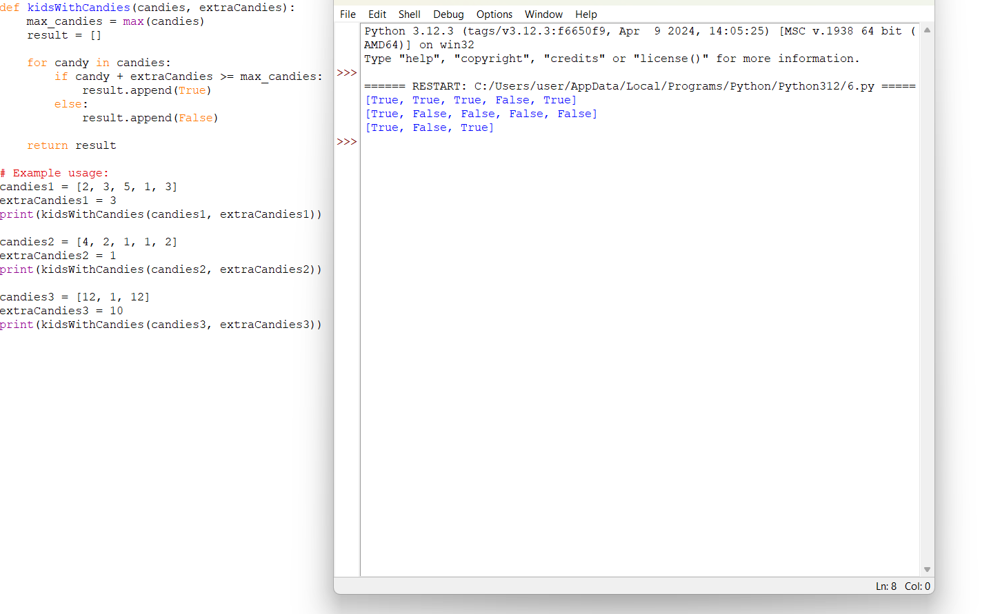 def kidsWithCandies(candies, extraCandies):
    max_candies = max(candies)
    result = []
    for candy in candies:
        if candy + extraCandies >= max_candies:
            result.append(True)
        else:
            result.append(False)
    return result
# Example usage:
candies1 = [2, 3, 5, 1, 3]
extraCandies1 = 3
print(kidsWithCandies(candies1, extraCandies1))
candies2 = [4, 2, 1, 1, 2]
extraCandies2 = 1
print(kidsWithCandies(candies2, extraCandies2))
candies3 = [12, 1, 12]
extraCandies3 = 10
print(kidsWithCandies(candies3, extraCandies3))
File Edit Shell Debug Options Window Help
Python 3.12.3 (tags/v3.12.3:f6650f9, Apr  9 2024, 14:05:25) [MSC v.1938 64 bit (
AMD64)] on win32
Type "help", "copyright", "credits" or "license()" for more information.
>>>
====== RESTART: C:/Users/user/AppData/Local/Programs/Python/Python312/6.py =====
[True, True, True, False, True]
[True, False, False, False, False]
[True, False, True]
>>>
Ln: 8 Col: 0